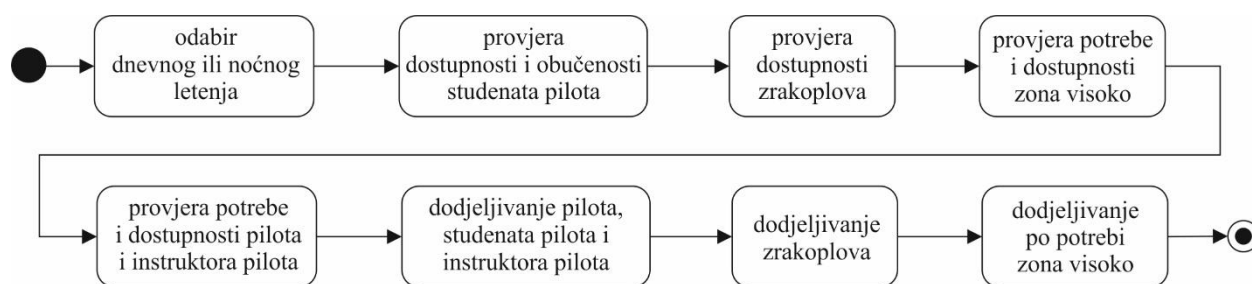 odabir
dnevnog ili noćnog
letenja
provjera
dostupnosti i obučenosti
studenata pilota
provjera
dostupnosti
zrakoplova
provjera potrebe
i dostupnosti
zona visoko
provjera potrebe
i dostupnosti pilota
i instruktora pilota
dodjeljivanje pilota,
studenata pilota i
instruktora pilota
dodjeljivanje
zrakoplova
dodjeljivanje
po potrebi
zona visoko